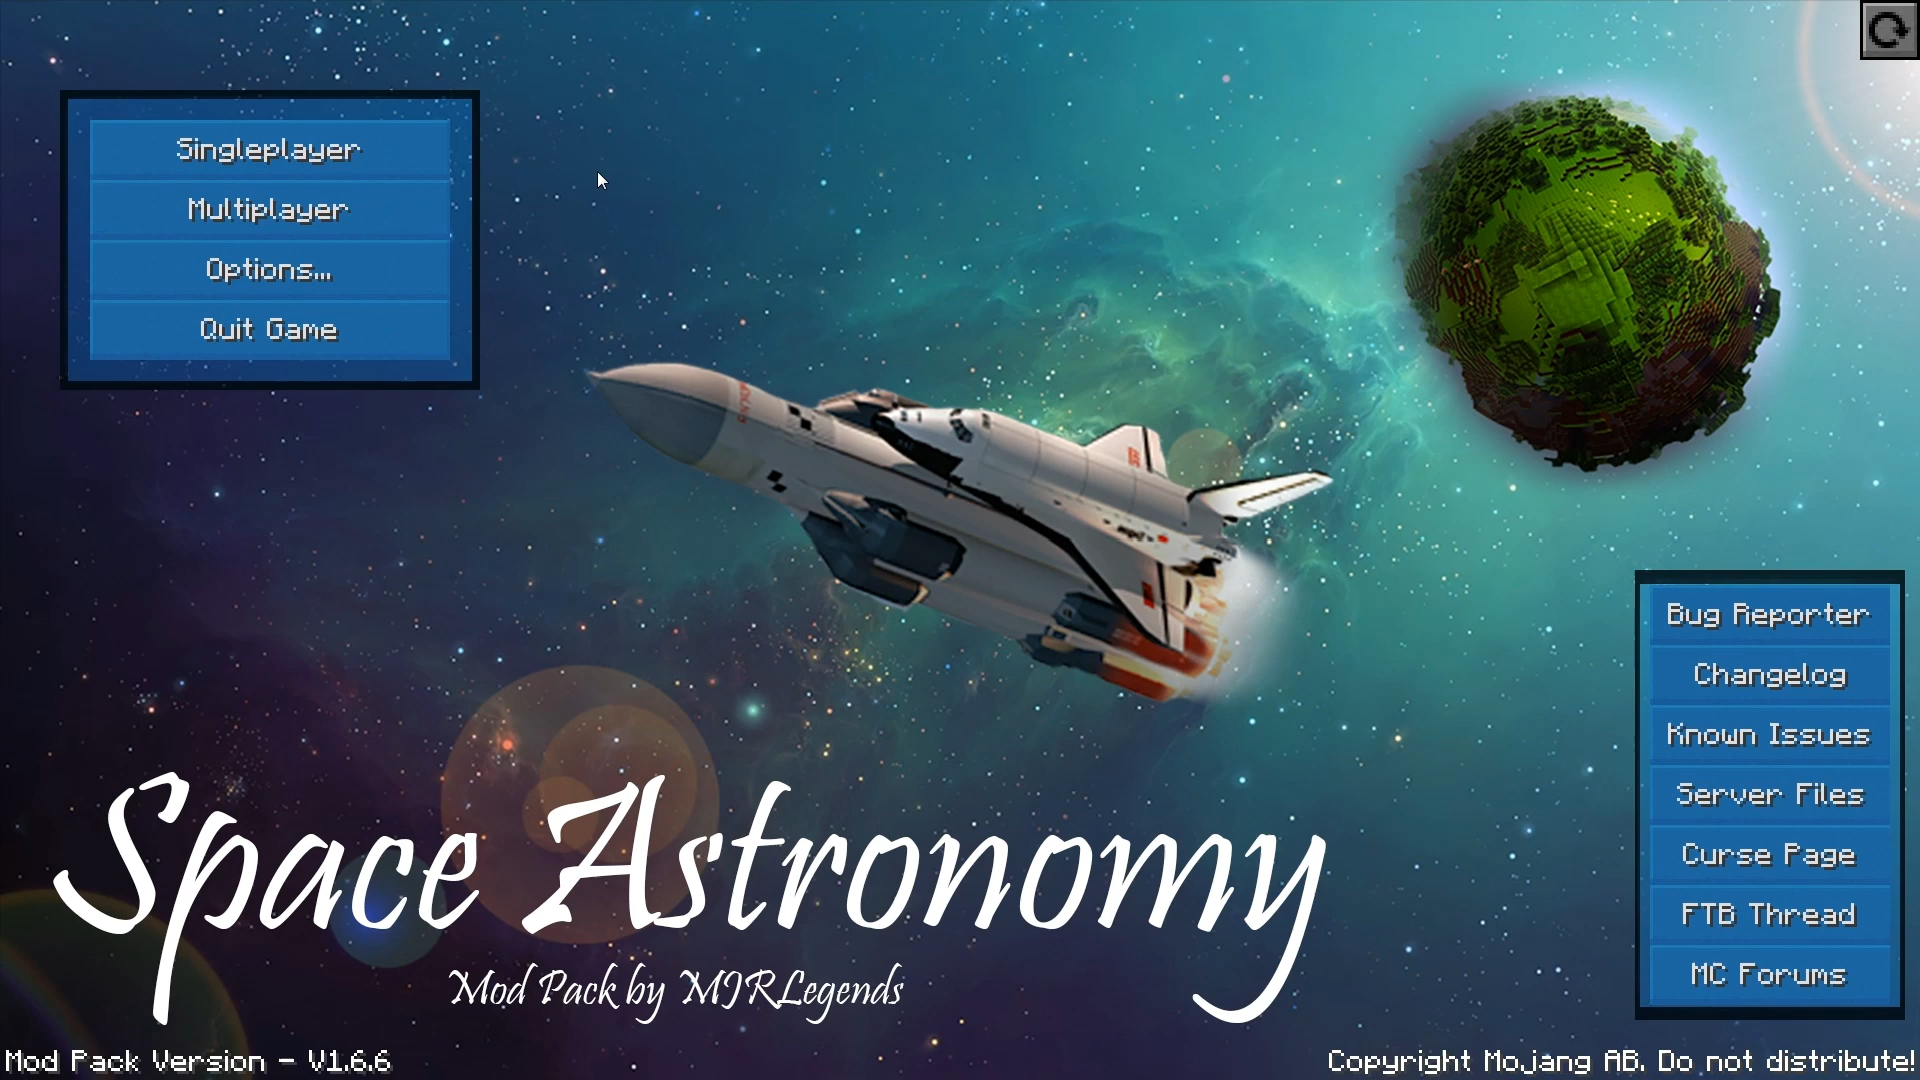 Singleplayer
Multiplayer
Options...
Quit Game
Bug Reporter
Changelog
Known Issues
Server Files
Curse Page
FTB Thread
MC Forums
Space Astronomy
Mod Pack by MJRLegends
Mod Pack Version - V1.6.6
Copyright Mojang AB. Do not distribute!